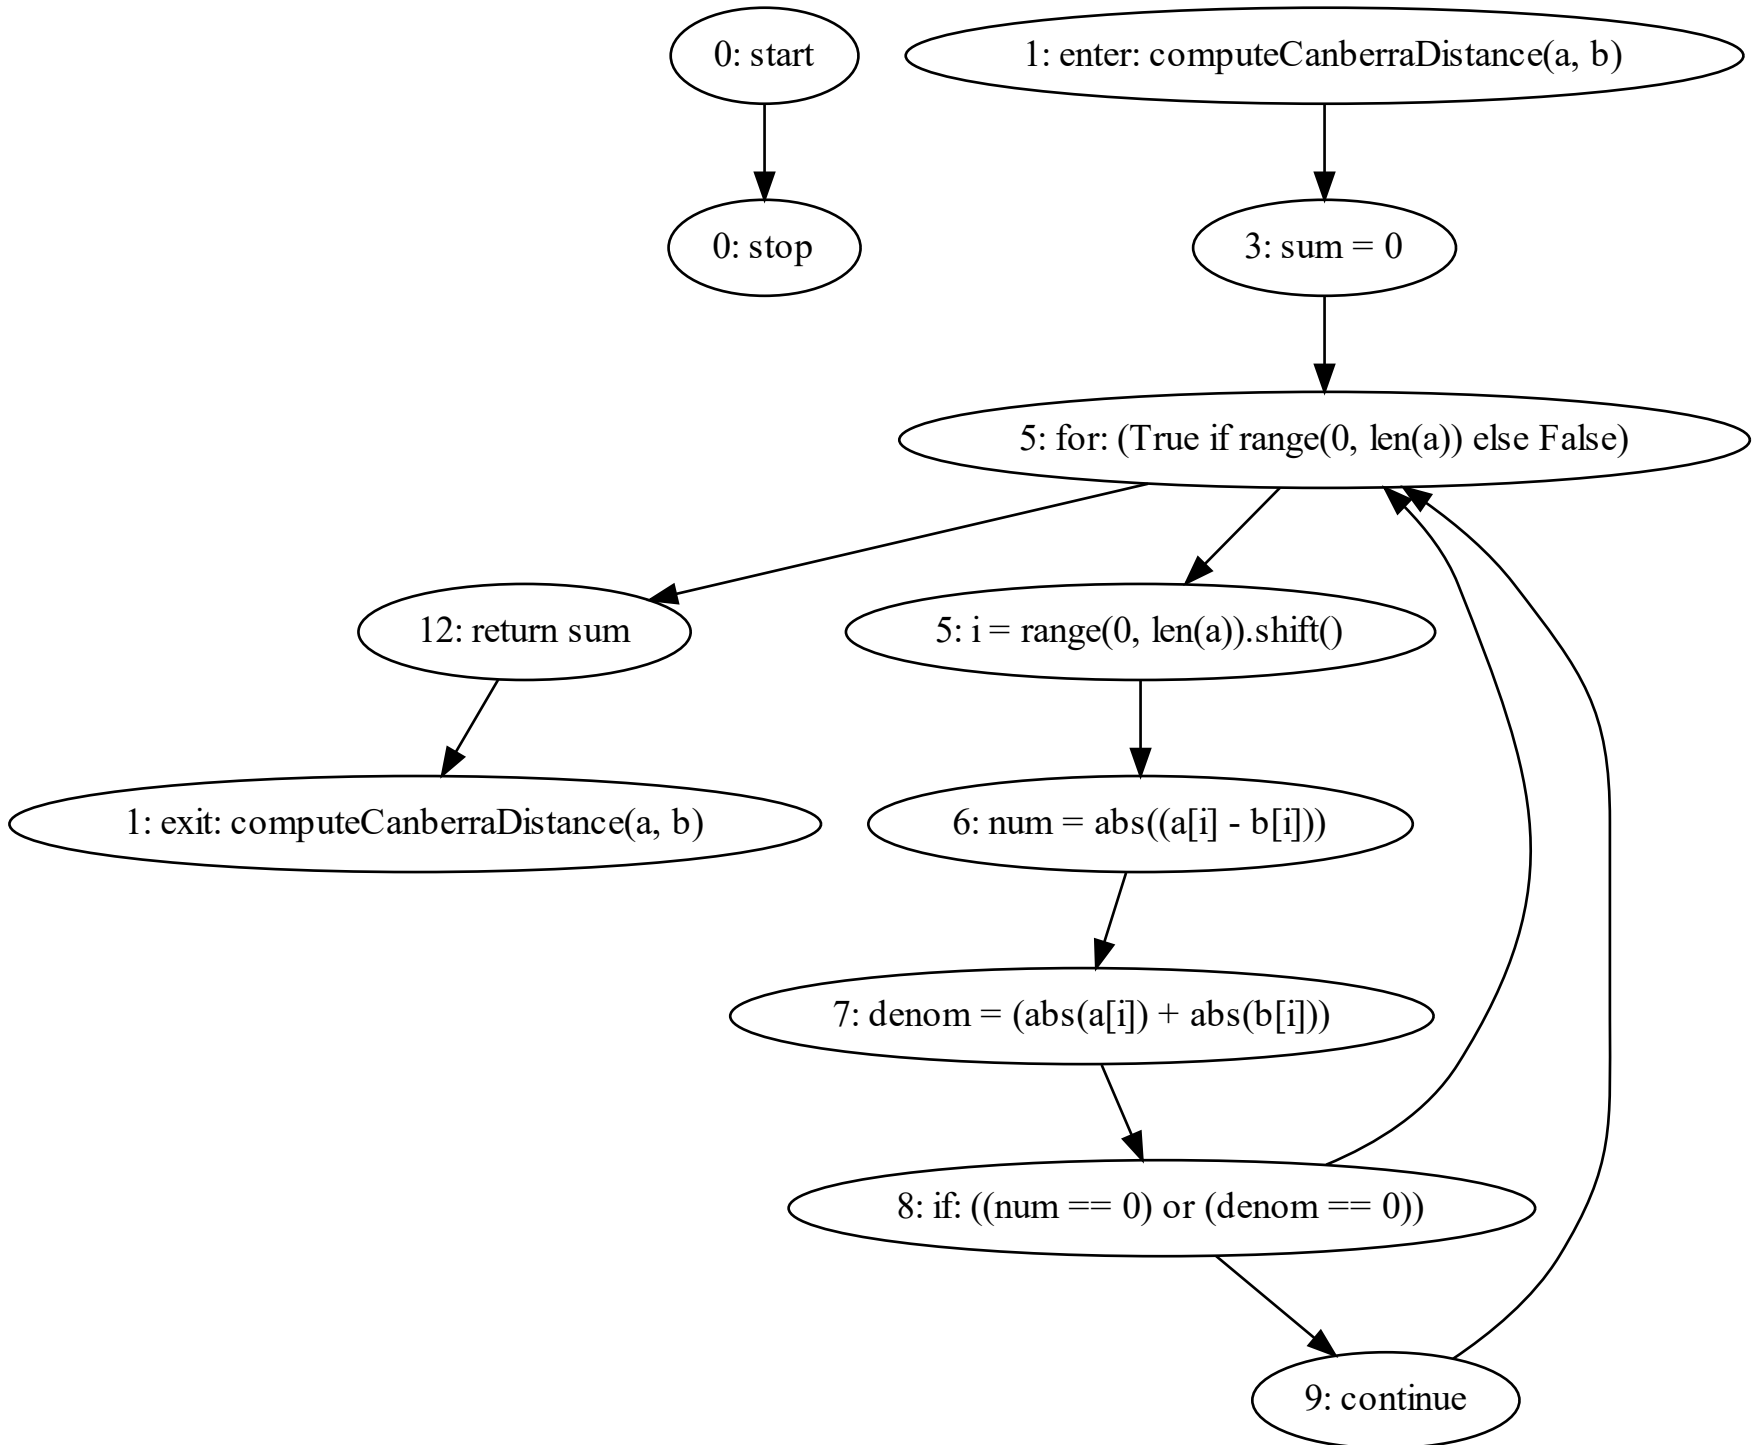 0: start
1: enter: computeCanberraDistance(a, b)
0: stop
3: sum = 0
5: for: (True if range(0, len(a)) else False)
12: return sum
5: i = range(0, len(a)).shift()
1: exit: computeCanberraDistance(a, b)
6: num = abs((a[i] - b[i]))
7: denom = (abs(a[i]) + abs(b[i]))
8: if: ((num == 0) or (denom == 0))
9: continue